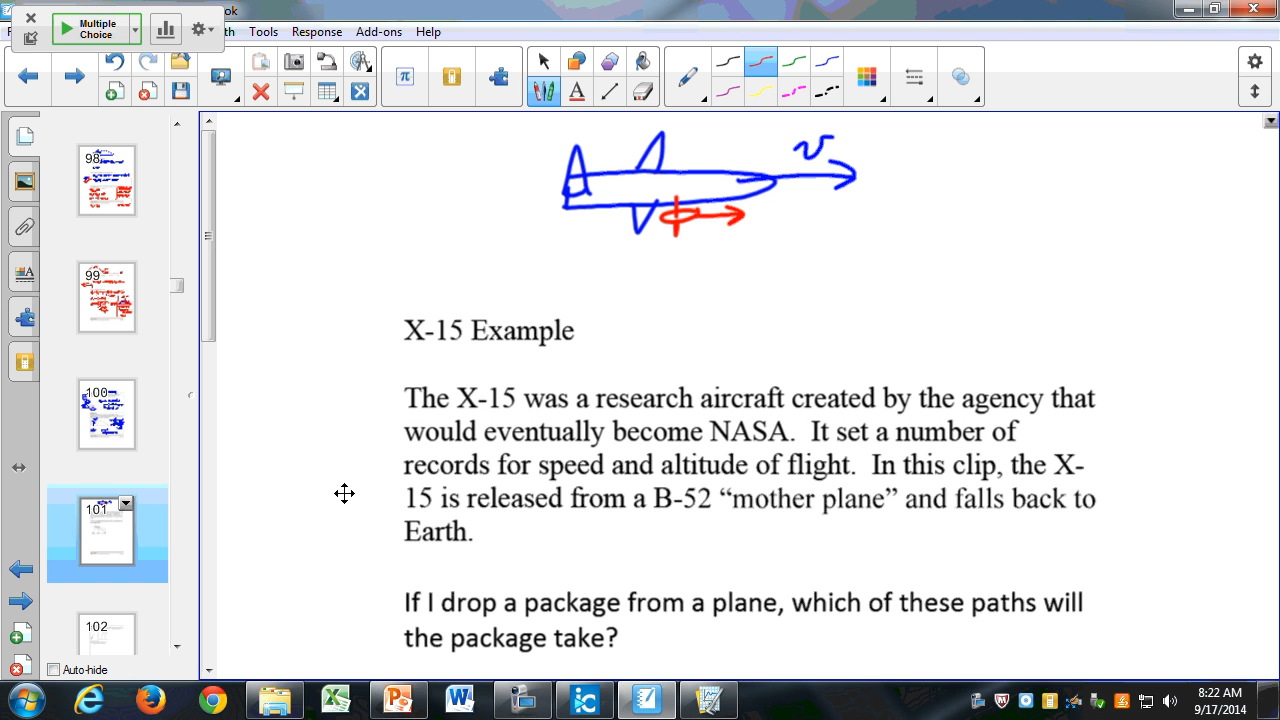 ok
Multiple
Choice
Tools Response Add-ons Help
v
98
99
100
101
102
X-15 Example
The X-15 was a research aircraft created by the agency that
would eventually become NASA. It set a number of
records for speed and altitude of flight. In this clip, the X-
15 is released from a B-52 “mother plane” and falls back to
Earth.
If I drop a package from a plane, which of these paths will
the package take?
Auto-hide
8:22 AM
9/17/2014